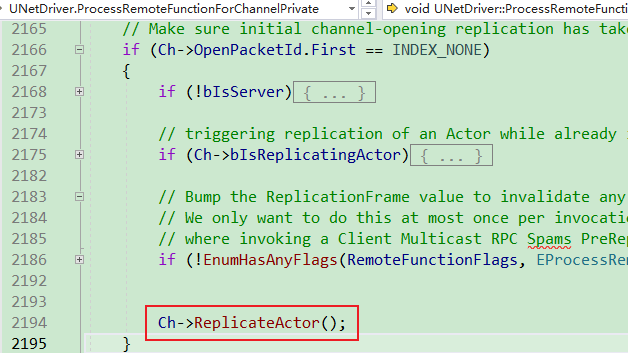 UNetDriver.ProcessRemoteFunctionForChannelPrivate void UNetDriver::ProcessRemoteFuncti
2165 // Make sure initial channel-opening replication has tak
2166 if (Ch->OpenPacketId.First == INDEX_NONE)
2167 {
2168 if (!bIsServer) { ... }
2173
2174 // triggering replication of an Actor while already
2175 if (Ch->bIsReplicatingActor) { ... }
2182
2183 // Bump the ReplicationFrame value to invalidate any
2184 // We only want to do this at most once per invocati
2185 // where invoking a Client Multicast RPC Spams PreRep
2186 if (!EnumHasAnyFlags(RemoteFunctionFlags, EProcessRem
2192
2193
2194 Ch->ReplicateActor();
2195 }